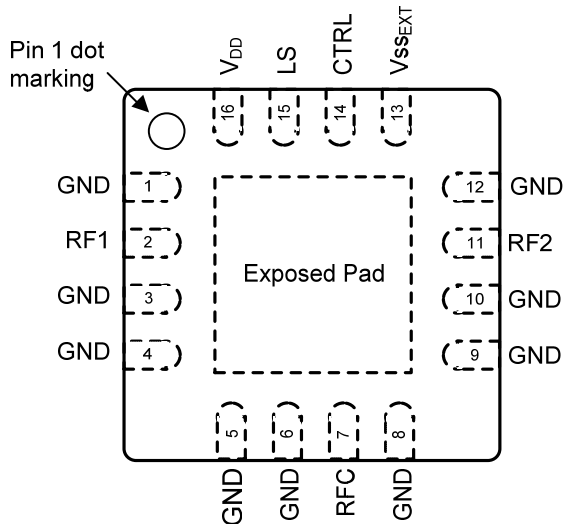 Pin 1 dot
marking
VDD
LS
CTRL
VssEXT
16
15
14
13
GND 1
12 GND
RF1 2
11 RF2
Exposed Pad
GND 3
10 GND
GND 4
9 GND
5
6
7
8
GND
GND
RFC
GND